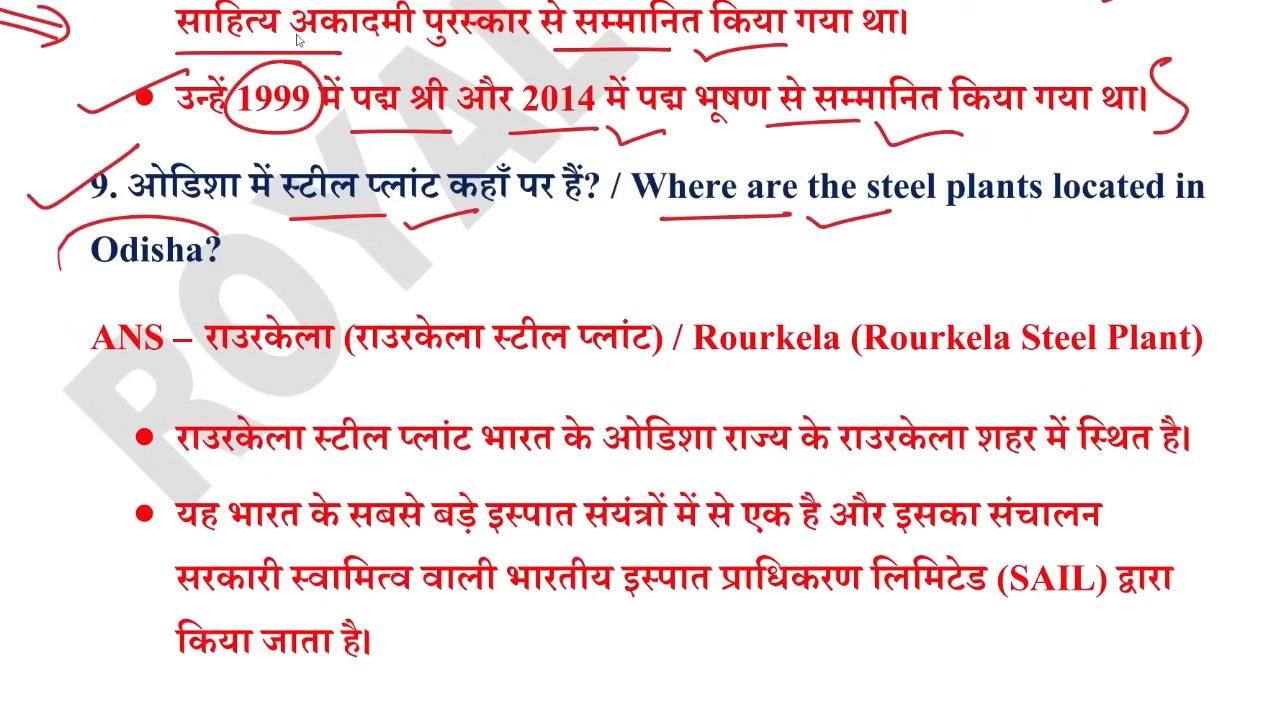 साहित्य अकादमी पुरस्कार से सम्मानित किया गया था।
• उन्हें 1999 में पद्म श्री और 2014 में पद्म भूषण से सम्मानित किया गया था।
9. ओडिशा में स्टील प्लांट कहाँ पर हैं? / Where are the steel plants located in
Odisha?
ANS – राउरकेला (राउरकेला स्टील प्लांट) / Rourkela (Rourkela Steel Plant)
• राउरकेला स्टील प्लांट भारत के ओडिशा राज्य के राउरकेला शहर में स्थित है।
• यह भारत के सबसे बड़े इस्पात संयंत्रों में से एक है और इसका संचालन
सरकारी स्वामित्व वाली भारतीय इस्पात प्राधिकरण लिमिटेड (SAIL) द्वारा
किया जाता है।
ROYAL